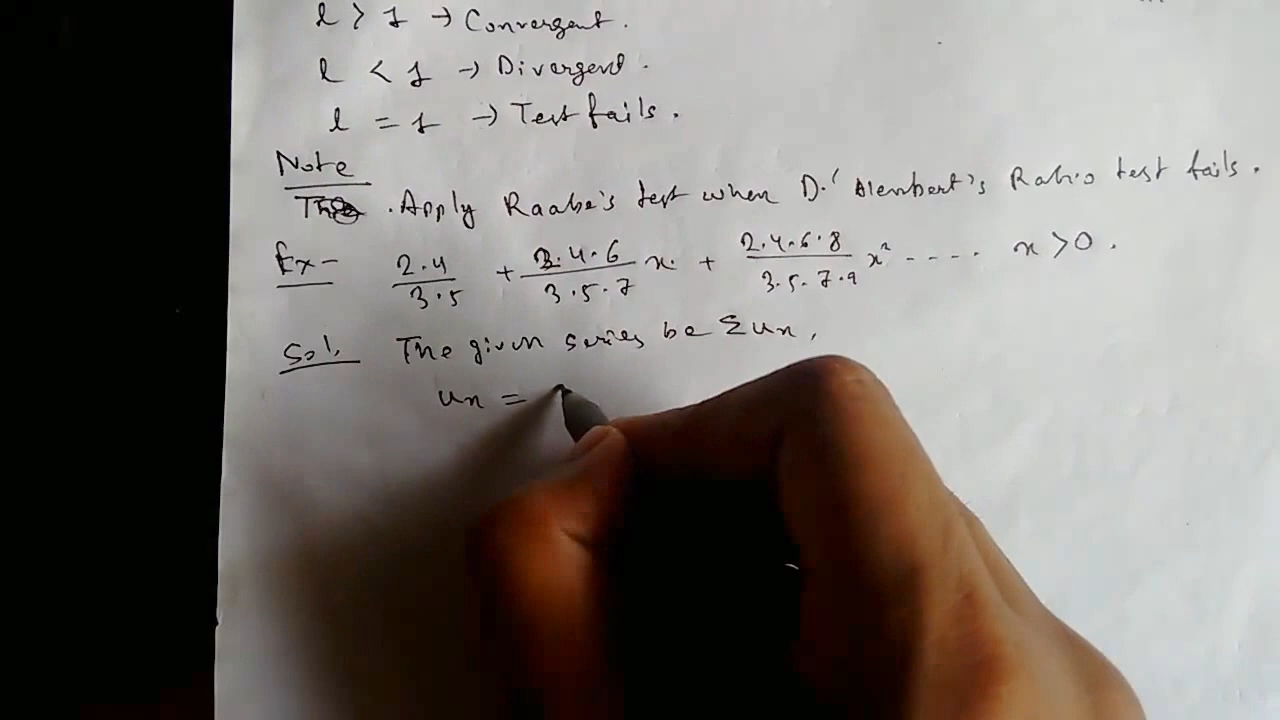 l > 1 → Convergent.
l < 1 → Divergent.
l = 1 → Test fails.
Note
. Apply Raabe's test when D.' Alembert's Ratio test fails.
Ex- 2.4/3.5 + 2.4.6/3.5.7 x. + 2.4.6.8/3.5.7.9 x² ---- x > 0.
Sol. The given series be Σun,
un =